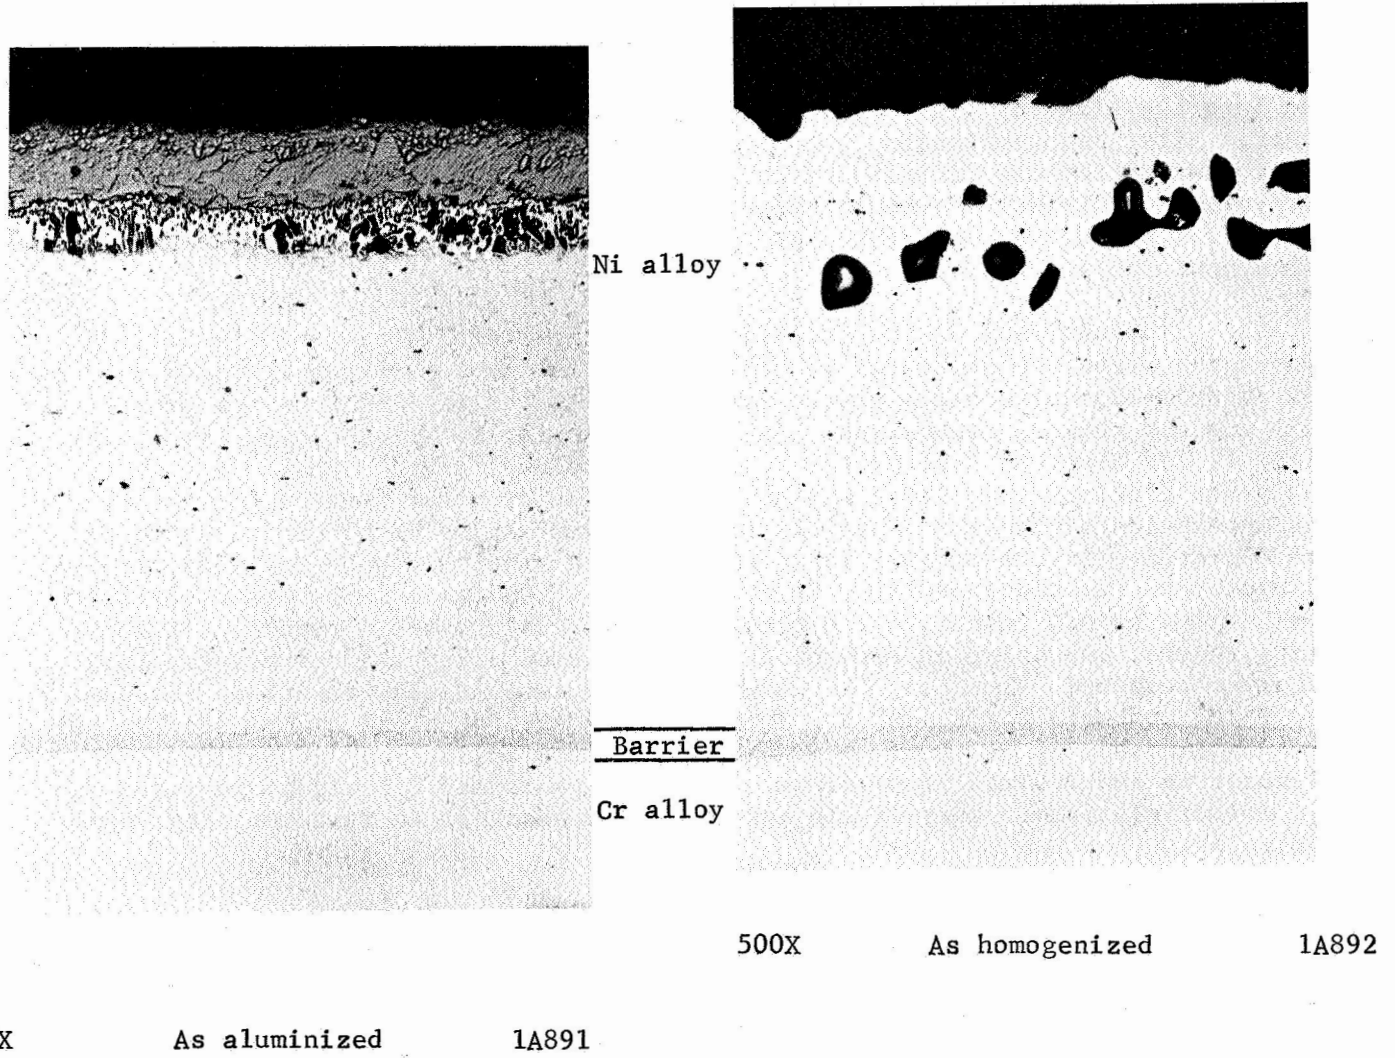 Ni alloy
Barrier
Cr alloy
500X As homogenized 1A892
X As aluminized 1A891